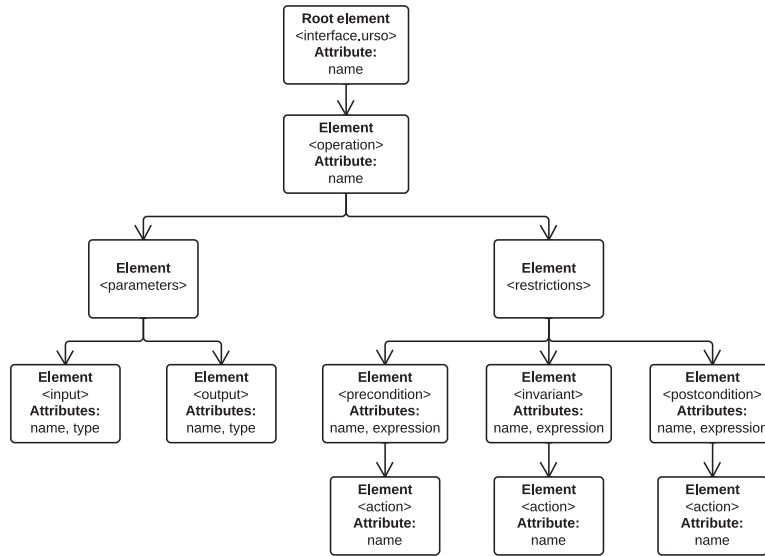 Root element
<interface.urso>
Attribute:
name
Element
<operation>
Attribute:
name
Element
<parameters>
Element
<restrictions>
Element
<input>
Attributes:
name, type
Element
<output>
Attributes:
name, type
Element
<precondition>
Attributes:
name, expression
Element
<invariant>
Attributes:
name, expression
Element
<postcondition>
Attributes:
name, expression
Element
<action>
Attribute:
name
Element
<action>
Attribute:
name
Element
<action>
Attribute:
name